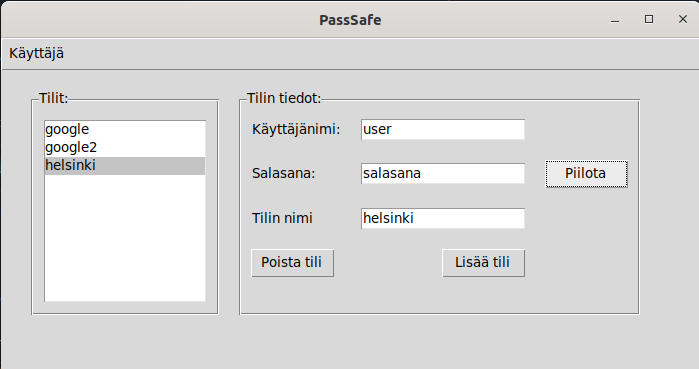 PassSafe
Käyttäjä
Tilit:
google
google2
helsinki
Tilin tiedot:
Käyttäjänimi: user
Salasana: salasana Piilota
Tilin nimi helsinki
Poista tili Lisää tili